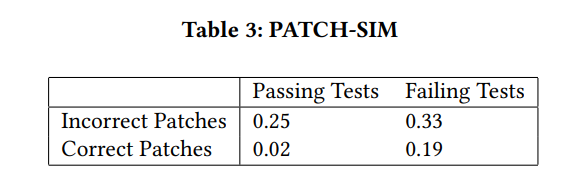 Table 3: PATCH-SIM
Passing Tests Failing Tests
Incorrect Patches 0.25 0.33
Correct Patches 0.02 0.19